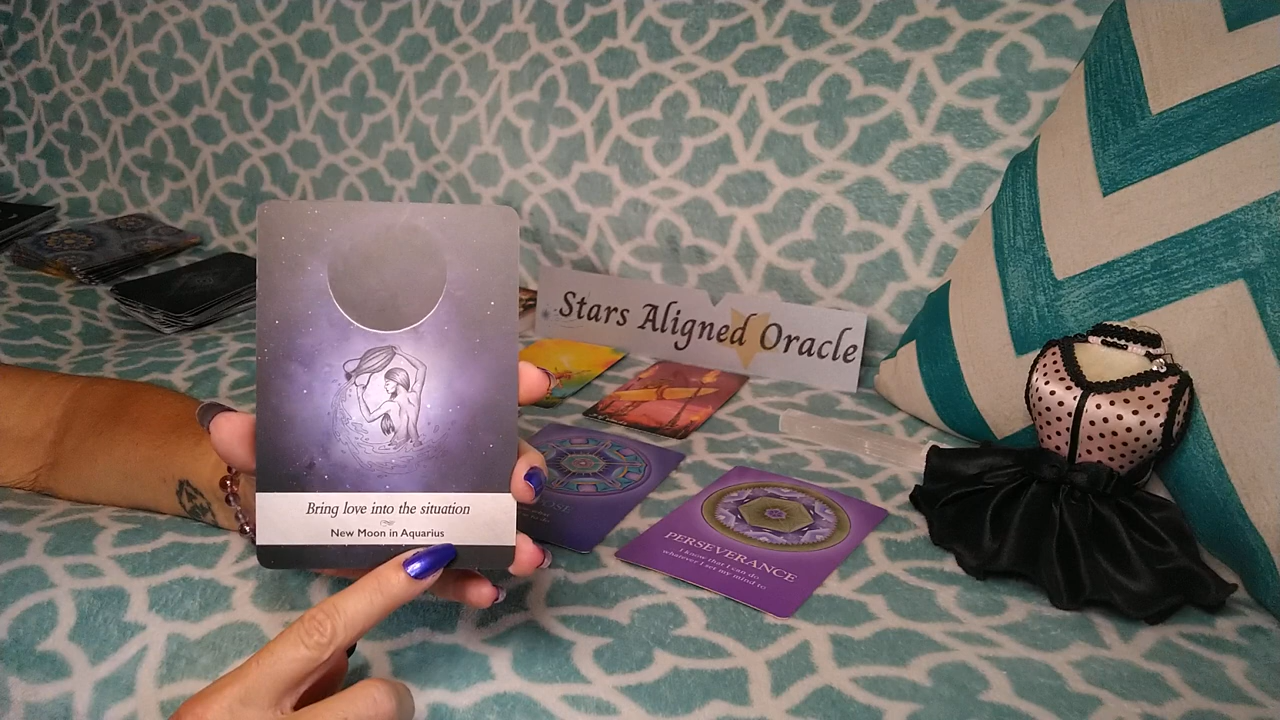 Stars Aligned Oracle
Bring love into the situation
New Moon in Aquarius
PERSEVERANCE
I know that I can do
whatever I set my mind to